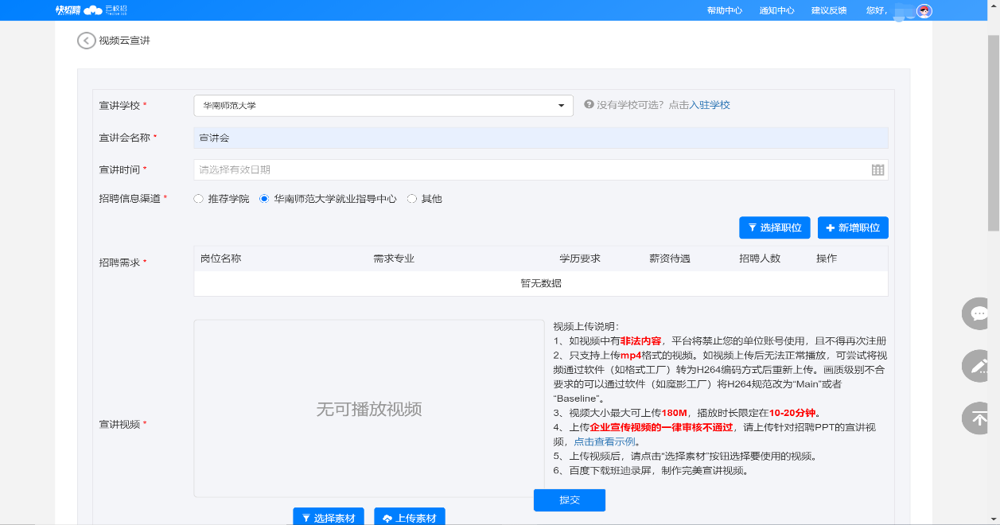 快招聘 云校招
帮助中心 通知中心 建议反馈 您好，
视频云宣讲
宣讲学校 * 华南师范大学 没有学校可选？ 点击入驻学校
宣讲会名称 * 宣讲会
宣讲时间 * 请选择有效日期
招聘信息渠道 * 推荐学院 华南师范大学就业指导中心 其他
选择职位 新增职位
招聘需求 *
岗位名称 需求专业 学历要求 薪资待遇 招聘人数 操作
暂无数据
宣讲视频 *
无可播放视频
视频上传说明：
1、如视频中有非法内容，平台将禁止您的单位账号使用，且不得再次注册
2、只支持上传mp4格式的视频。如视频上传后无法正常播放，可尝试将视
频通过软件（如格式工厂）转为H264编码方式后重新上传。画质级别不合
要求的可以通过软件（如魔影工厂）将H264规范改为“Main”或者
“Baseline”。
3、视频大小最大可上传180M，播放时长限定在10-20分钟。
4、上传企业宣传视频的一律审核不通过，请上传针对招聘PPT的宣讲视
频，点击查看示例。
5、上传视频后，请点击“选择素材”按钮选择要使用的视频。
6、百度下载班迪录屏，制作完美宣讲视频。
提交
选择素材 上传素材